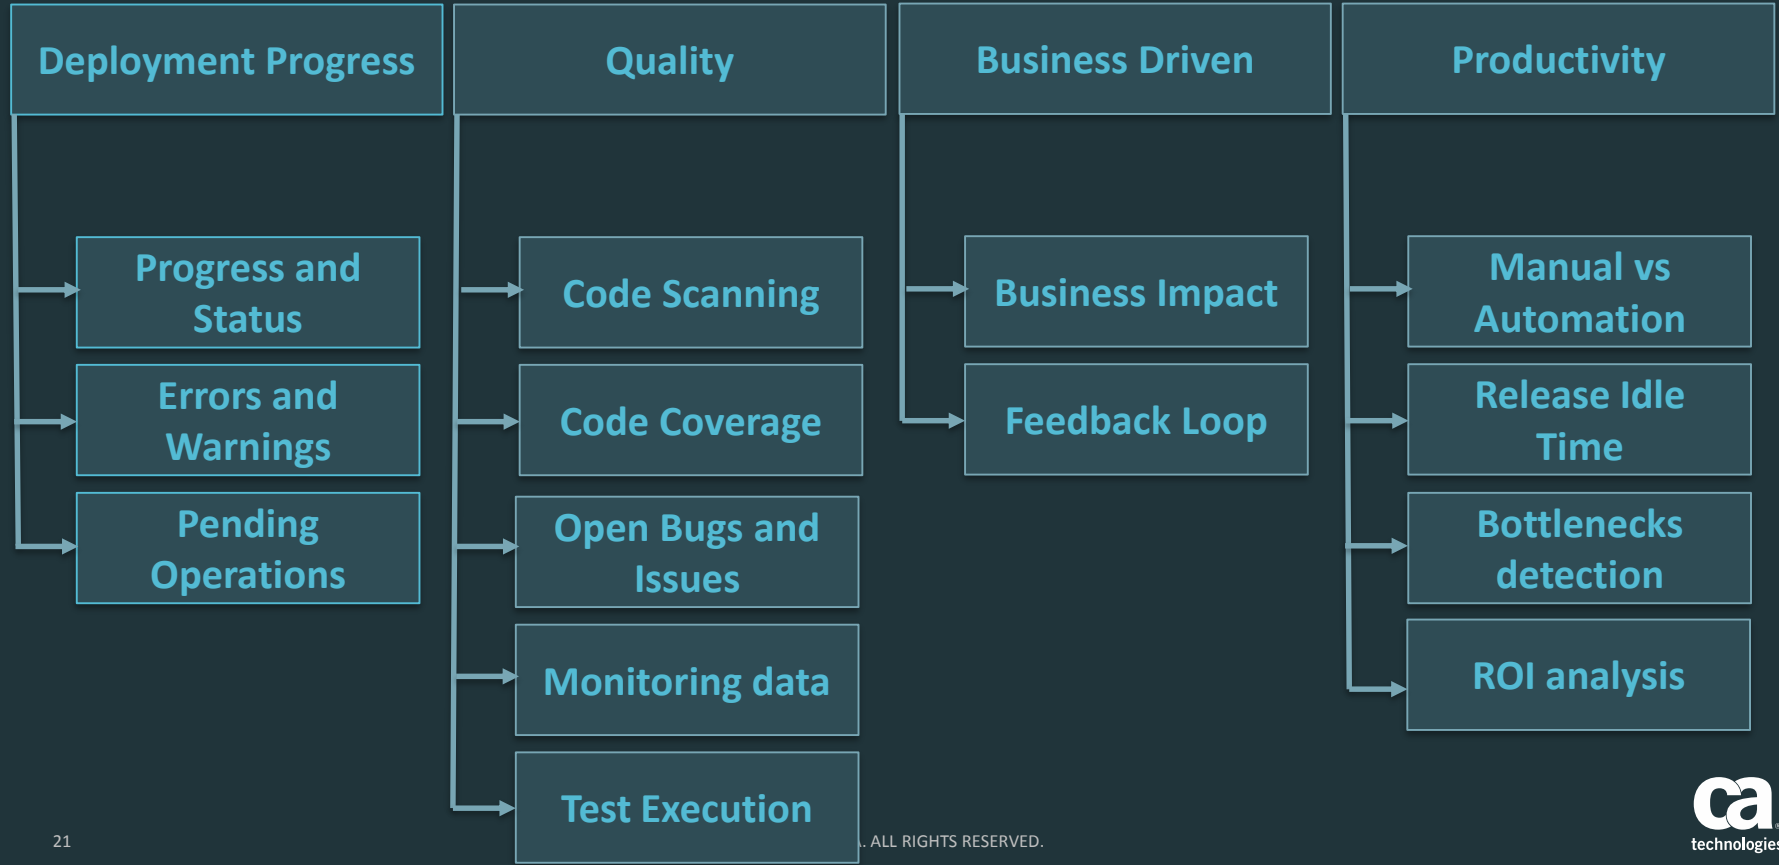 Deployment Progress
Progress and
Status
Errors and
Warnings
Pending
Operations
Quality
Code Scanning
Code Coverage
Open Bugs and
Issues
Monitoring data
Test Execution
Business Driven
Business Impact
Feedback Loop
Productivity
Manual vs
Automation
Release Idle
Time
Bottlenecks
detection
ROI analysis
21
. ALL RIGHTS RESERVED.
ca
technologies